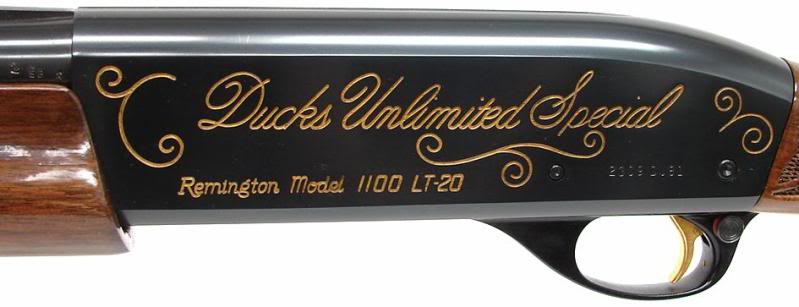 Ducks Unlimited Special
Remington Model 1100 LT-20